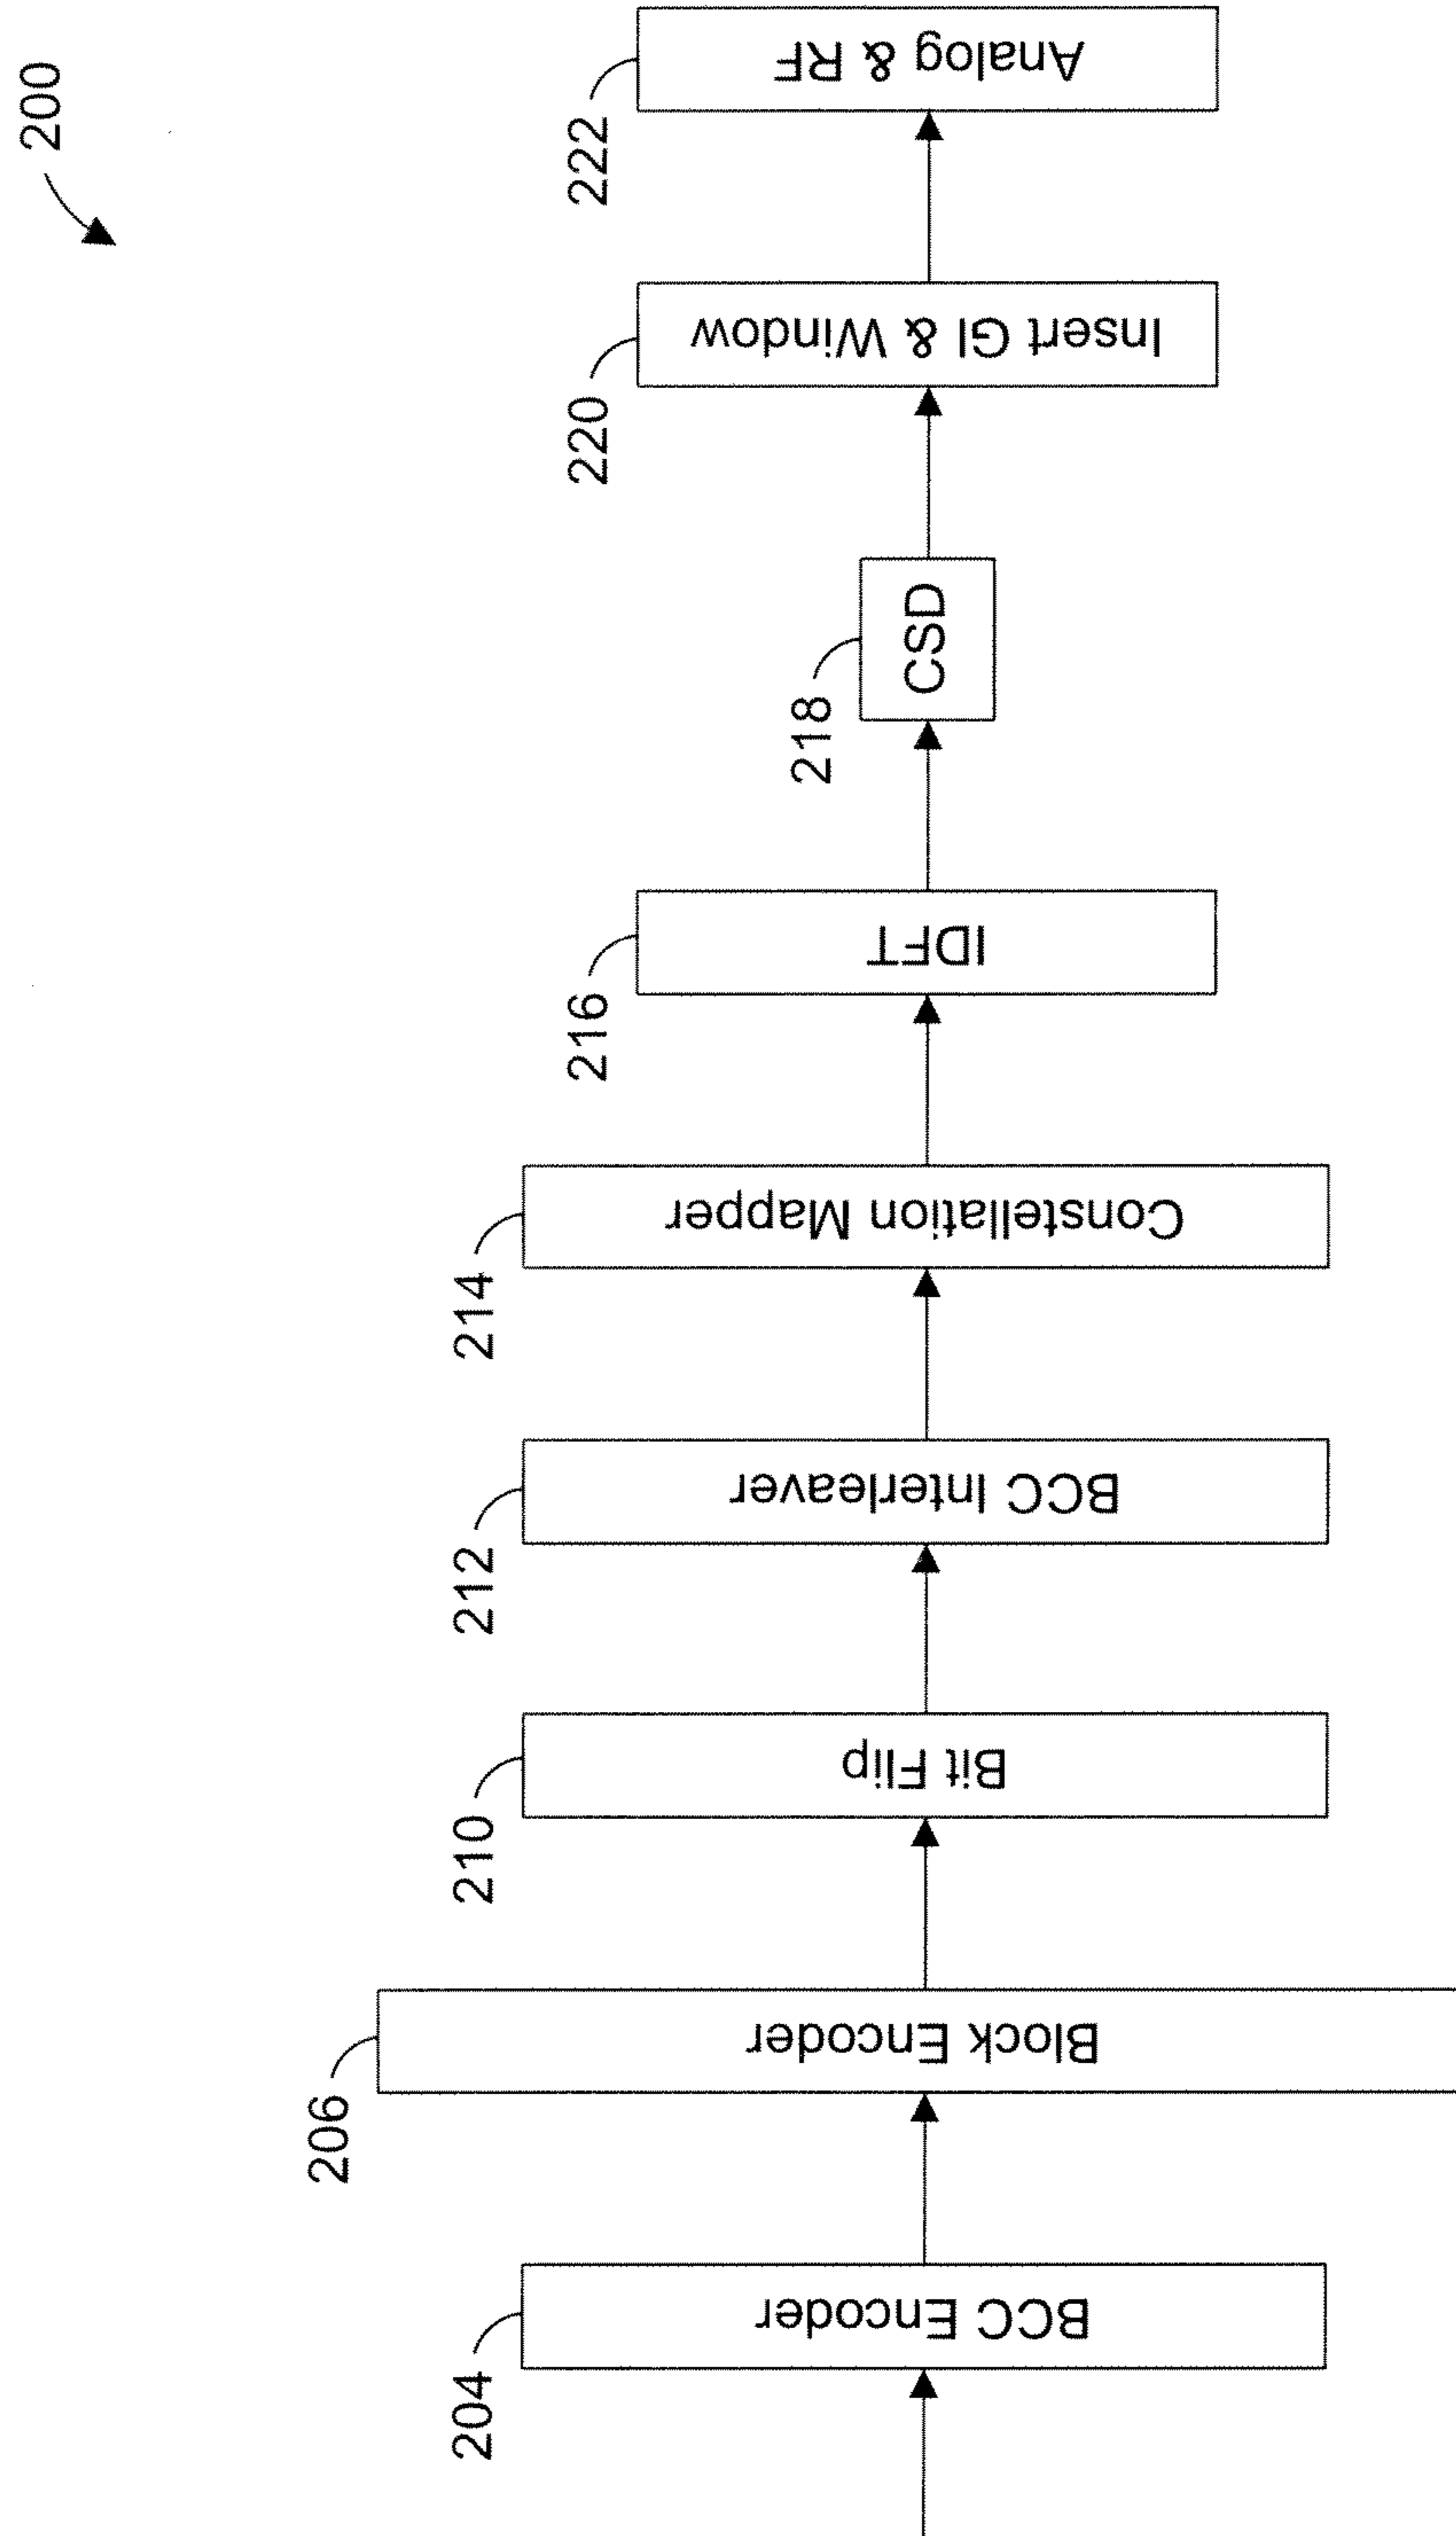 200
204
BCC Encoder
206
Block Encoder
210
Bit Flip
212
BCC Interleaver
214
Constellation Mapper
216
IDFT
218
CSD
220
Insert GI & Window
222
Analog & RF